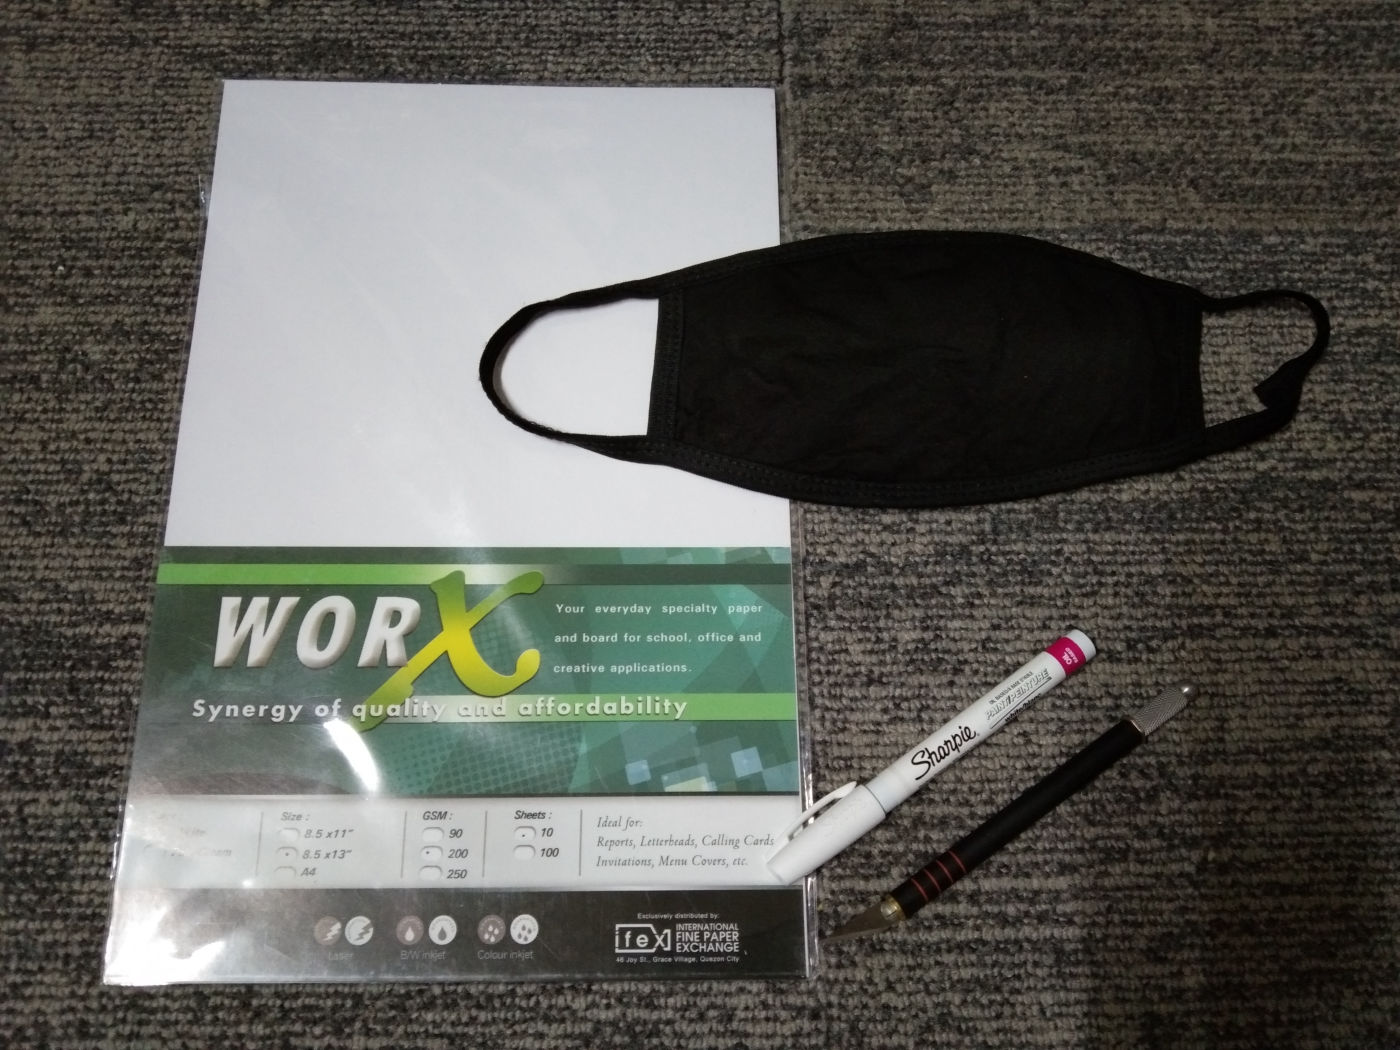 WORX
Your everyday specialty paper
and board for school, office and
creative applications.
Synergy of quality and affordability
Size :
8.5 x11"
8.5 x13"
A4
GSM :
90
200
250
Sheets :
10
100
Ideal for:
Reports, Letterheads, Calling Cards
Invitations, Menu Covers, etc.
Laser
B/W inkjet
Colour inkjet
Exclusively distributed by:
ifex
INTERNATIONAL
FINE PAPER
EXCHANGE
46 Joy St., Grace Village, Quezon City
Sharpie
PAINT/PEINTURE
OIL